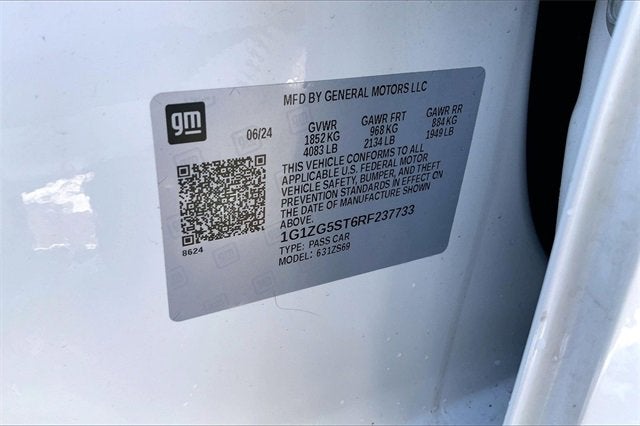 MFD BY GENERAL MOTORS LLC
gm
06/24 GVWR GAWR FRT GAWR RR
1852 KG 968 KG 884 KG
4083 LB 2134 LB 1949 LB
THIS VEHICLE CONFORMS TO ALL
APPLICABLE U.S. FEDERAL MOTOR
VEHICLE SAFETY, BUMPER, AND THEFT
PREVENTION STANDARDS IN EFFECT ON
THE DATE OF MANUFACTURE SHOWN
ABOVE.
1G1ZG5ST6RF237733
TYPE: PASS CAR
8624 MODEL: 631ZS69